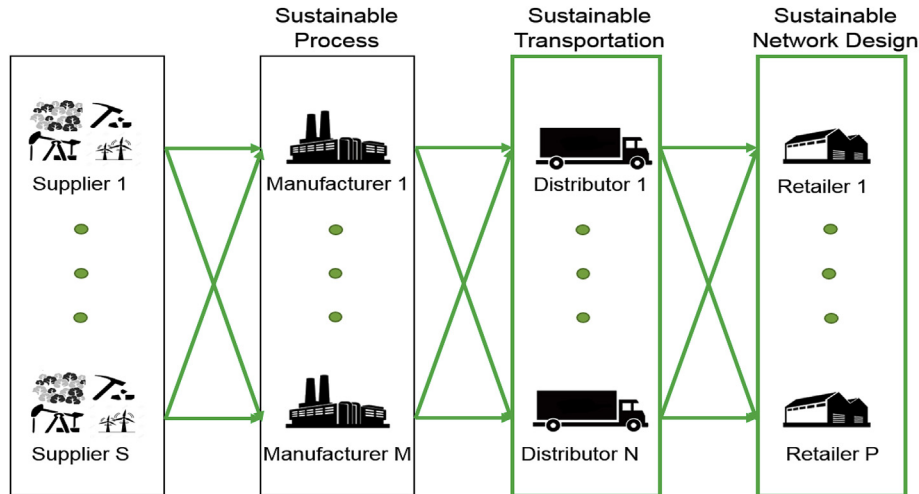 Sustainable
Process
Sustainable
Transportation
Sustainable
Network Design
Supplier 1
Manufacturer 1
Distributor 1
Retailer 1
Supplier S
Manufacturer M
Distributor N
Retailer P